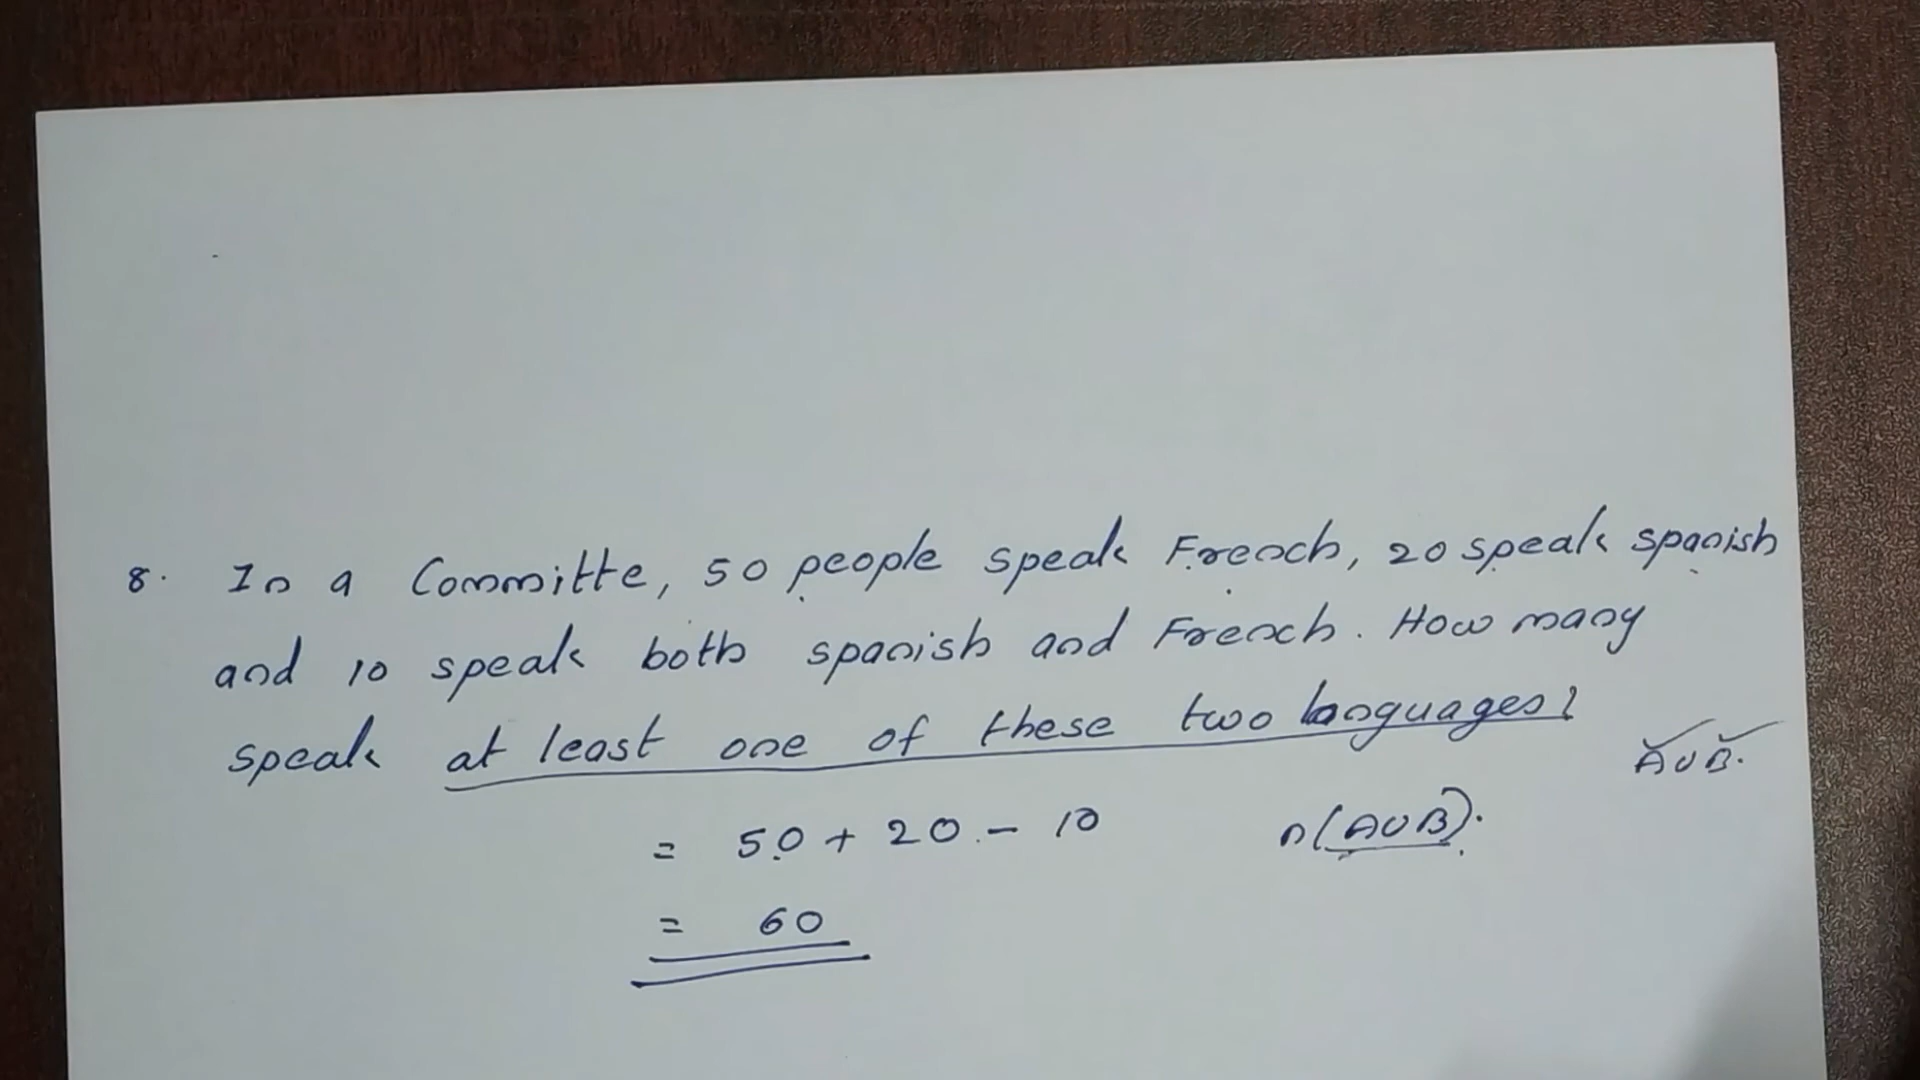 8. In a Committe, 50 people speak French, 20 speak spanish
and 10 speak both spanish and French. How many
speak at least one of these two languages?
A∪B.
= 50 + 20 - 10 n(A∪B).
= 60